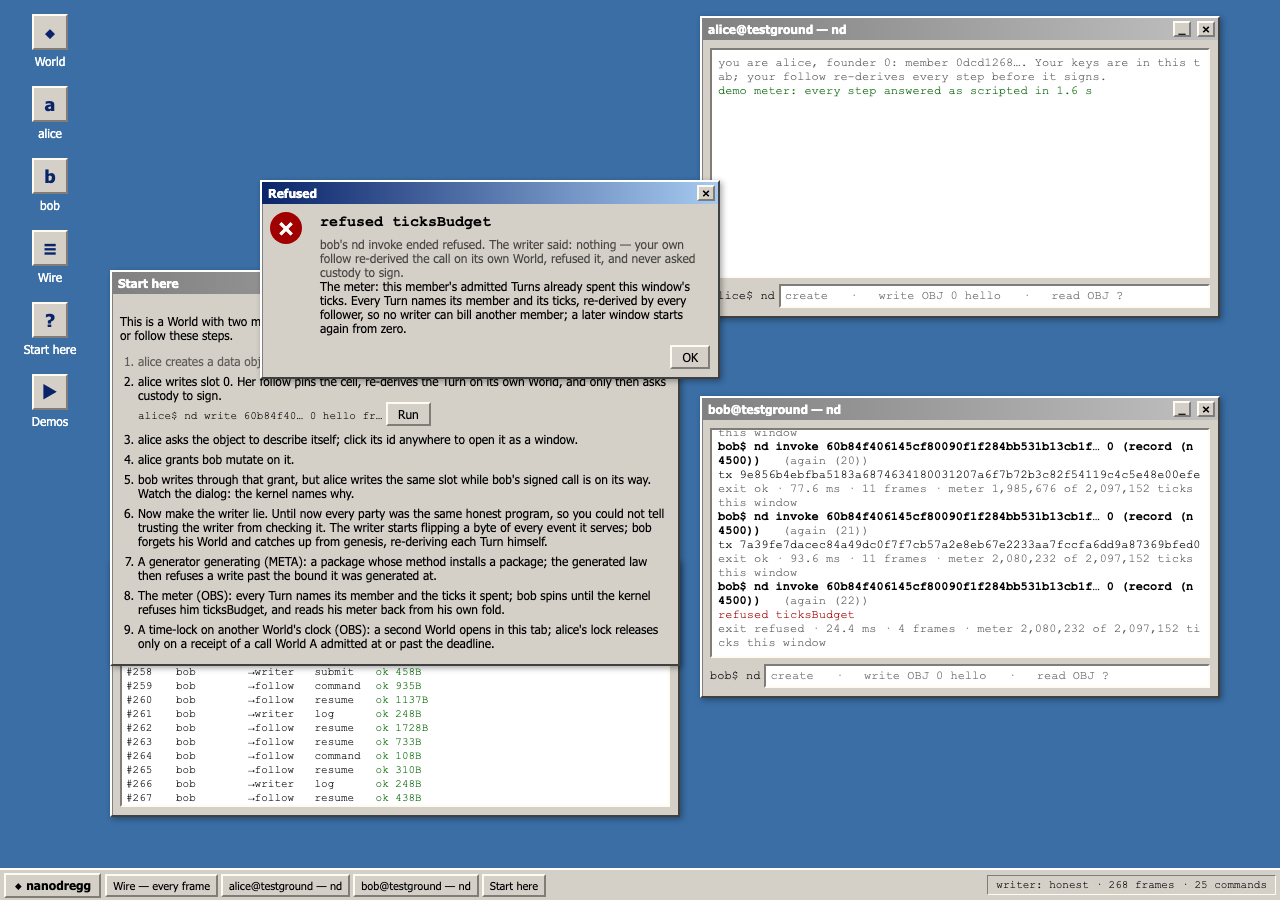 World
alice
bob
Wire
Start here
Demos
alice@testground — nd
you are alice, founder 0: member 0dcd1268…. Your keys are in this t
ab; your follow re-derives every step before it signs.
demo meter: every step answered as scripted in 1.6 s
lice$ nd create · write OBJ 0 hello · read OBJ ?
Refused
refused ticksBudget
bob's nd invoke ended refused. The writer said: nothing — your own
follow re-derived the call on its own World, refused it, and never asked
custody to sign.
The meter: this member's admitted Turns already spent this window's
ticks. Every Turn names its member and its ticks, re-derived by every
follower, so no writer can bill another member; a later window starts
again from zero.
OK
Start here
This is a World with two m
or follow these steps.
1. alice creates a data obj
2. alice writes slot 0. Her follow pins the cell, re-derives the Turn on its own World, and only then asks
custody to sign.
alice$ nd write 60b84f40… 0 hello fr… Run
3. alice asks the object to describe itself; click its id anywhere to open it as a window.
4. alice grants bob mutate on it.
5. bob writes through that grant, but alice writes the same slot while bob's signed call is on its way.
Watch the dialog: the kernel names why.
6. Now make the writer lie. Until now every party was the same honest program, so you could not tell
trusting the writer from checking it. The writer starts flipping a byte of every event it serves; bob
forgets his World and catches up from genesis, re-deriving each Turn himself.
7. A generator generating (META): a package whose method installs a package; the generated law
then refuses a write past the bound it was generated at.
8. The meter (OBS): every Turn names its member and the ticks it spent; bob spins until the kernel
refuses him ticksBudget, and reads his meter back from his own fold.
9. A time-lock on another World's clock (OBS): a second World opens in this tab; alice's lock releases
only on a receipt of a call World A admitted at or past the deadline.
#258 bob →writer submit ok 458B
#259 bob →follow command ok 935B
#260 bob →follow resume ok 1137B
#261 bob →writer log ok 248B
#262 bob →follow resume ok 1728B
#263 bob →follow resume ok 733B
#264 bob →follow command ok 108B
#265 bob →follow resume ok 310B
#266 bob →writer log ok 248B
#267 bob →follow resume ok 438B
bob@testground — nd
this window
bob$ nd invoke 60b84f406145cf80090f1f284bb531b13cb1f… 0 (record (n
4500)) (again (20))
tx 9e856b4ebfba5183a6874634180031207a6f7b72b3c82f54119c4c5e48e00efe
exit ok · 77.6 ms · 11 frames · meter 1,985,676 of 2,097,152 ticks
this window
bob$ nd invoke 60b84f406145cf80090f1f284bb531b13cb1f… 0 (record (n
4500)) (again (21))
tx 7a39fe7dacec84a49dc0f7f7cb57a2e8eb67e2233aa7fccfa6dd9a87369bfed0
exit ok · 93.6 ms · 11 frames · meter 2,080,232 of 2,097,152 ticks
this window
bob$ nd invoke 60b84f406145cf80090f1f284bb531b13cb1f… 0 (record (n
4500)) (again (22))
refused ticksBudget
exit refused · 24.4 ms · 4 frames · meter 2,080,232 of 2,097,152 ti
cks this window
bob$ nd create · write OBJ 0 hello · read OBJ ?
nanodregg
Wire — every frame
alice@testground — nd
bob@testground — nd
Start here
writer: honest · 268 frames · 25 commands